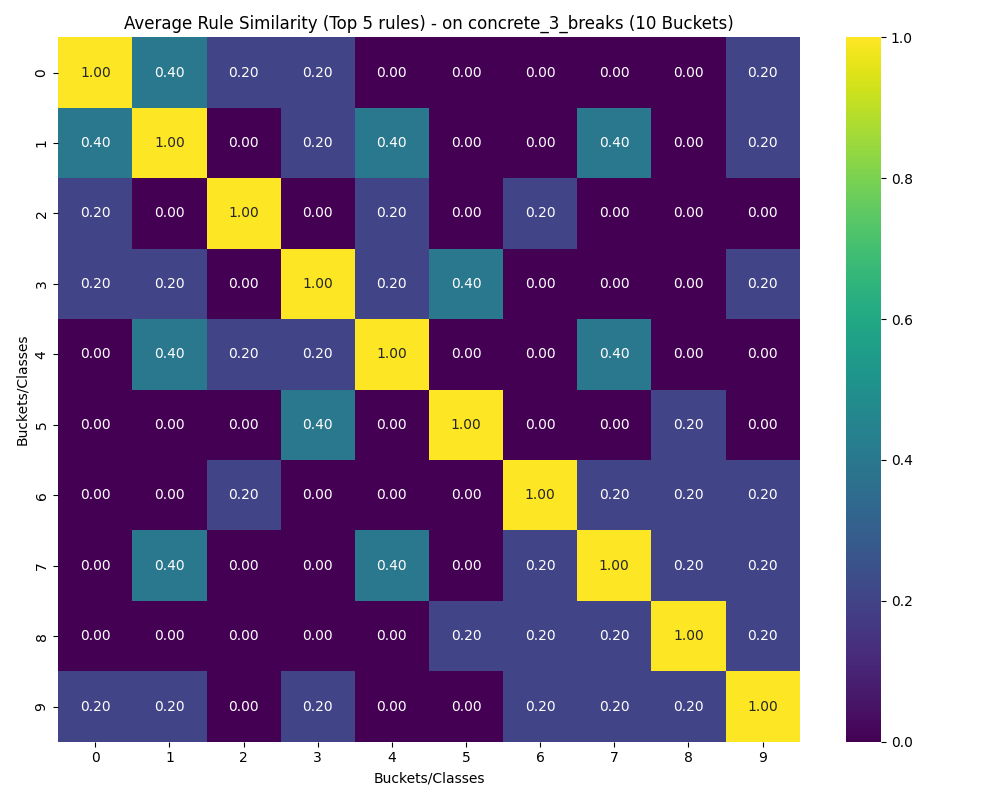 Average Rule Similarity (Top 5 rules) - on concrete_3_breaks (10 Buckets)
0 1.00 0.40 0.20 0.20 0.00 0.00 0.00 0.00 0.00 0.20
1 0.40 1.00 0.00 0.20 0.40 0.00 0.00 0.40 0.00 0.20
2 0.20 0.00 1.00 0.00 0.20 0.00 0.20 0.00 0.00 0.00
3 0.20 0.20 0.00 1.00 0.20 0.40 0.00 0.00 0.00 0.20
4 0.00 0.40 0.20 0.20 1.00 0.00 0.00 0.40 0.00 0.00
5 0.00 0.00 0.00 0.40 0.00 1.00 0.00 0.00 0.20 0.00
6 0.00 0.00 0.20 0.00 0.00 0.00 1.00 0.20 0.20 0.20
7 0.00 0.40 0.00 0.00 0.40 0.00 0.20 1.00 0.20 0.20
8 0.00 0.00 0.00 0.00 0.00 0.20 0.20 0.20 1.00 0.20
9 0.20 0.20 0.00 0.20 0.00 0.00 0.20 0.20 0.20 1.00
0 1 2 3 4 5 6 7 8 9
Buckets/Classes
Buckets/Classes
1.0
0.8
0.6
0.4
0.2
0.0